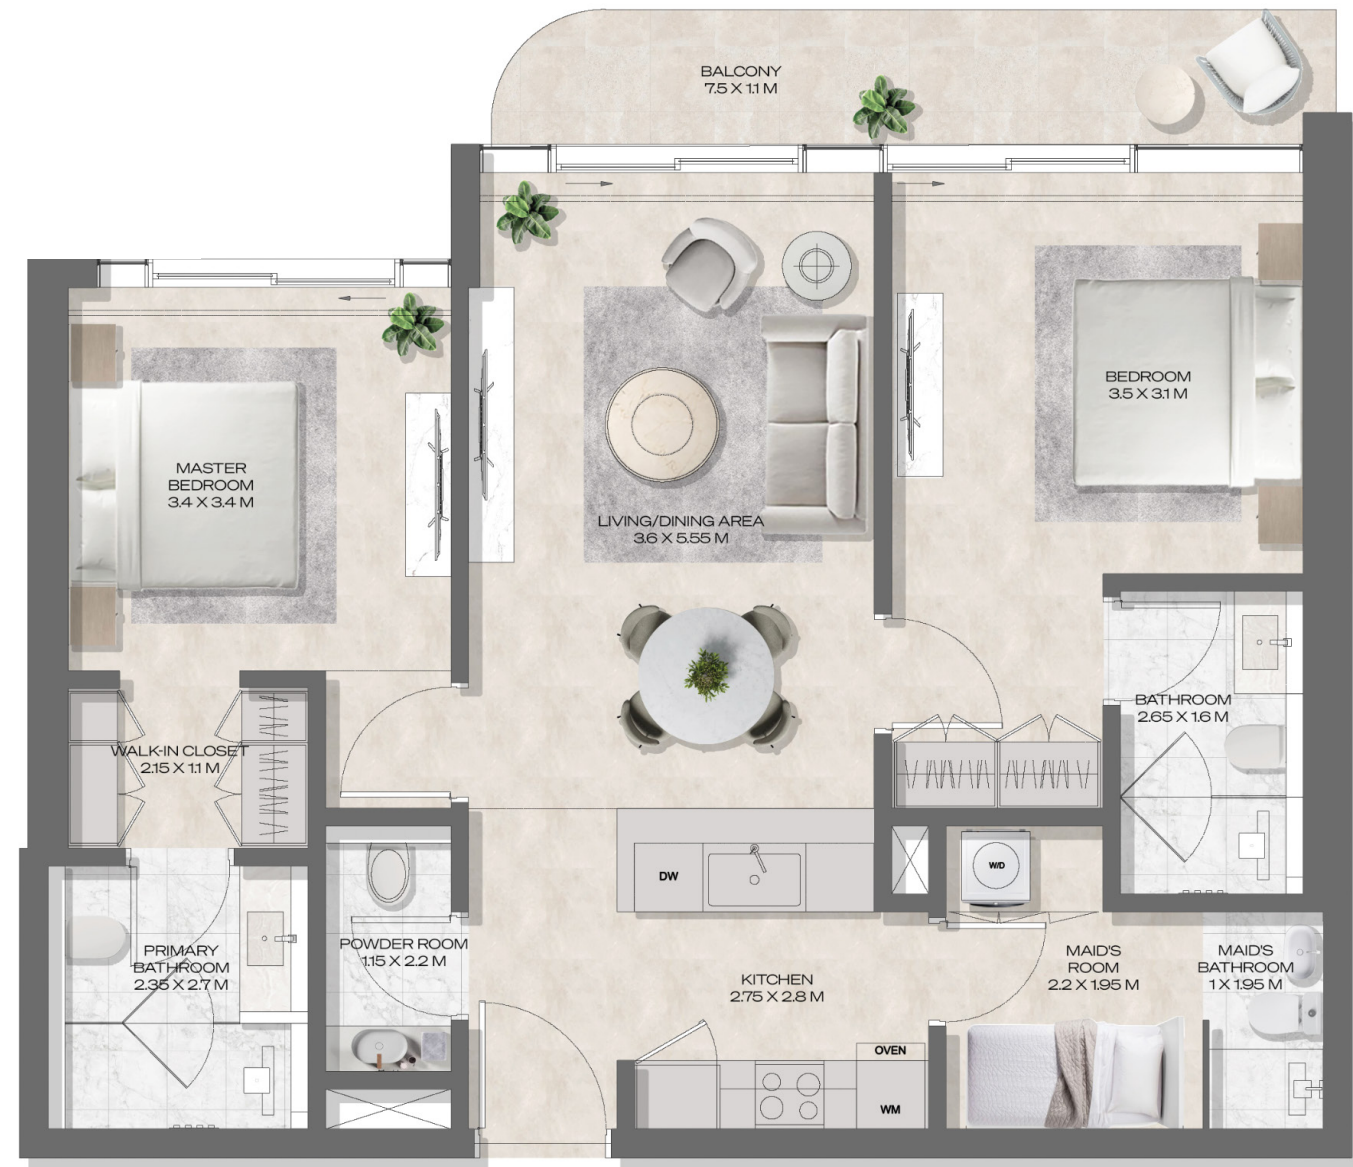 BALCONY
7.5 X 1.1 M
BEDROOM
3.5 X 3.1 M
MASTER
BEDROOM
3.4 X 3.4 M
LIVING/DINING AREA
3.6 X 5.55 M
BATHROOM
2.65 X 1.6 M
WALK-IN CLOSET
2.15 X 1.1 M
W/D
DW
POWDER ROOM
1.15 X 2.2 M
PRIMARY
BATHROOM
2.35 X 2.7 M
KITCHEN
2.75 X 2.8 M
MAID'S
ROOM
2.2 X 1.95 M
MAID'S
BATHROOM
1 X 1.95 M
OVEN
WM